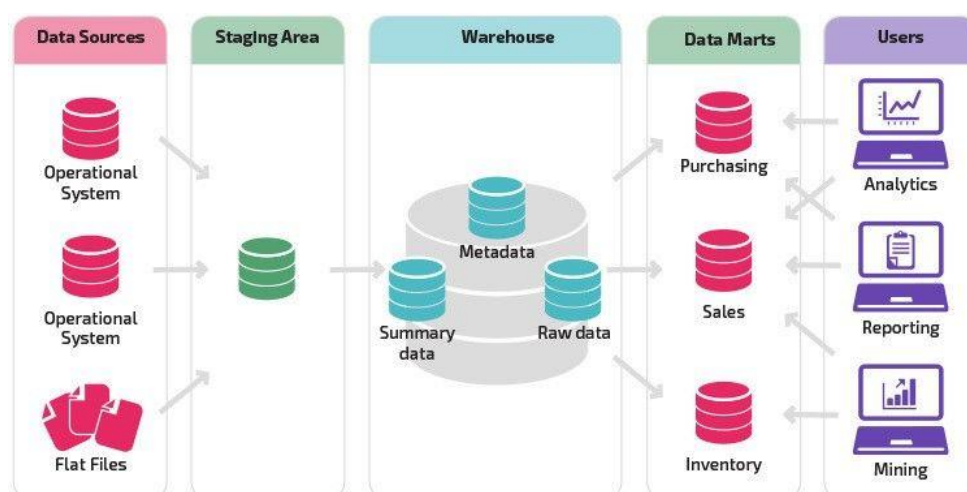 Data Sources
Staging Area
Warehouse
Data Marts
Users
Operational
System
Purchasing
Analytics
Metadata
Operational
System
Summary
data
Raw data
Sales
Reporting
Flat Files
Inventory
Mining